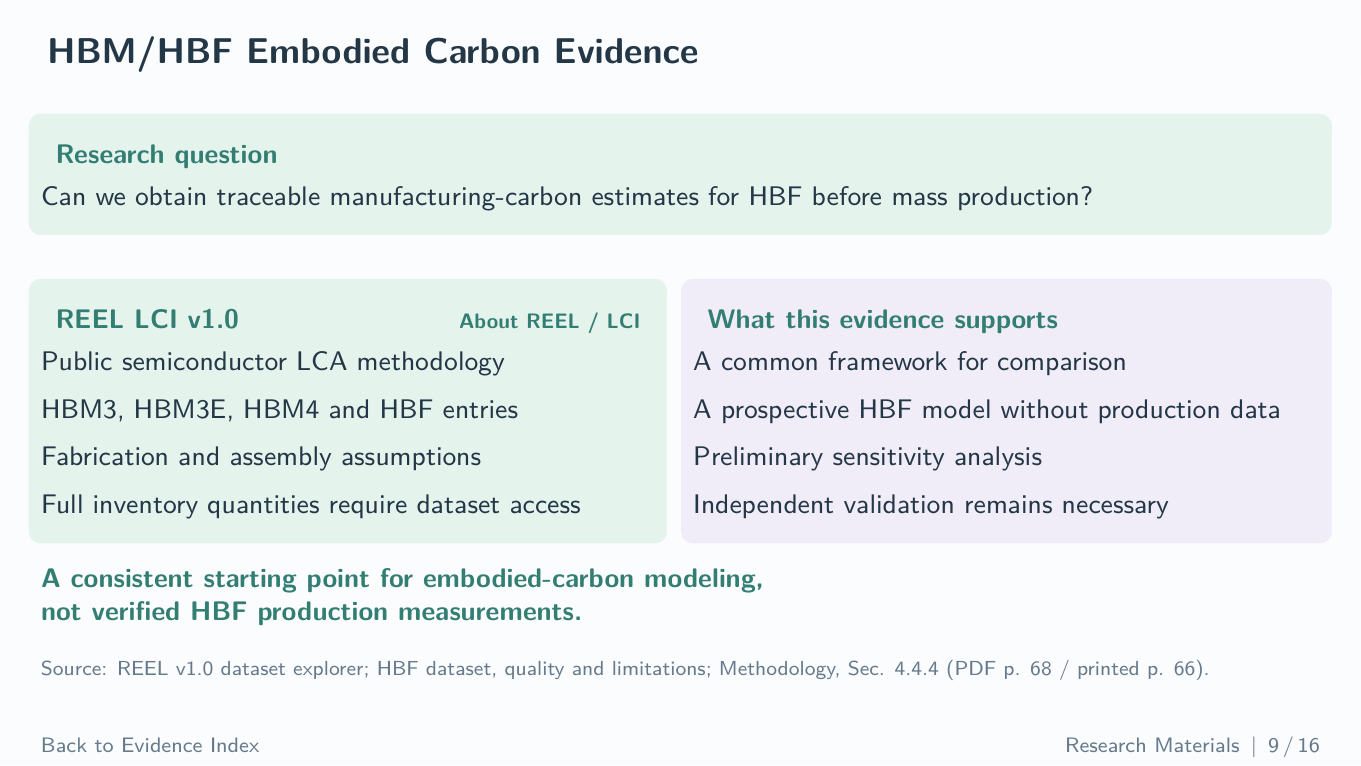 HBM/HBF Embodied Carbon Evidence
Research question
Can we obtain traceable manufacturing-carbon estimates for HBF before mass production?
REEL LCI v1.0
About REEL / LCI
Public semiconductor LCA methodology
HBM3, HBM3E, HBM4 and HBF entries
Fabrication and assembly assumptions
Full inventory quantities require dataset access
What this evidence supports
A common framework for comparison
A prospective HBF model without production data
Preliminary sensitivity analysis
Independent validation remains necessary
A consistent starting point for embodied-carbon modeling,
not verified HBF production measurements.
Source: REEL v1.0 dataset explorer; HBF dataset, quality and limitations; Methodology, Sec. 4.4.4 (PDF p. 68 / printed p. 66).
Back to Evidence Index
Research Materials | 9 / 16